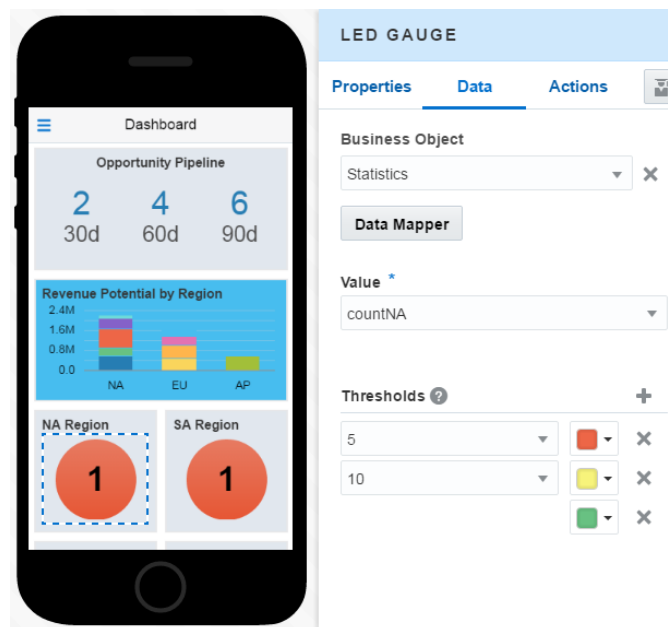 Dashboard
Opportunity Pipeline
2 4 6
30d 60d 90d
Revenue Potential by Region
2.4M
1.6M
0.8M
0.0
NA EU AP
NA Region SA Region
1 1
LED GAUGE
Properties Data Actions
Business Object
Statistics
Data Mapper
Value *
countNA
Thresholds ?
5
10